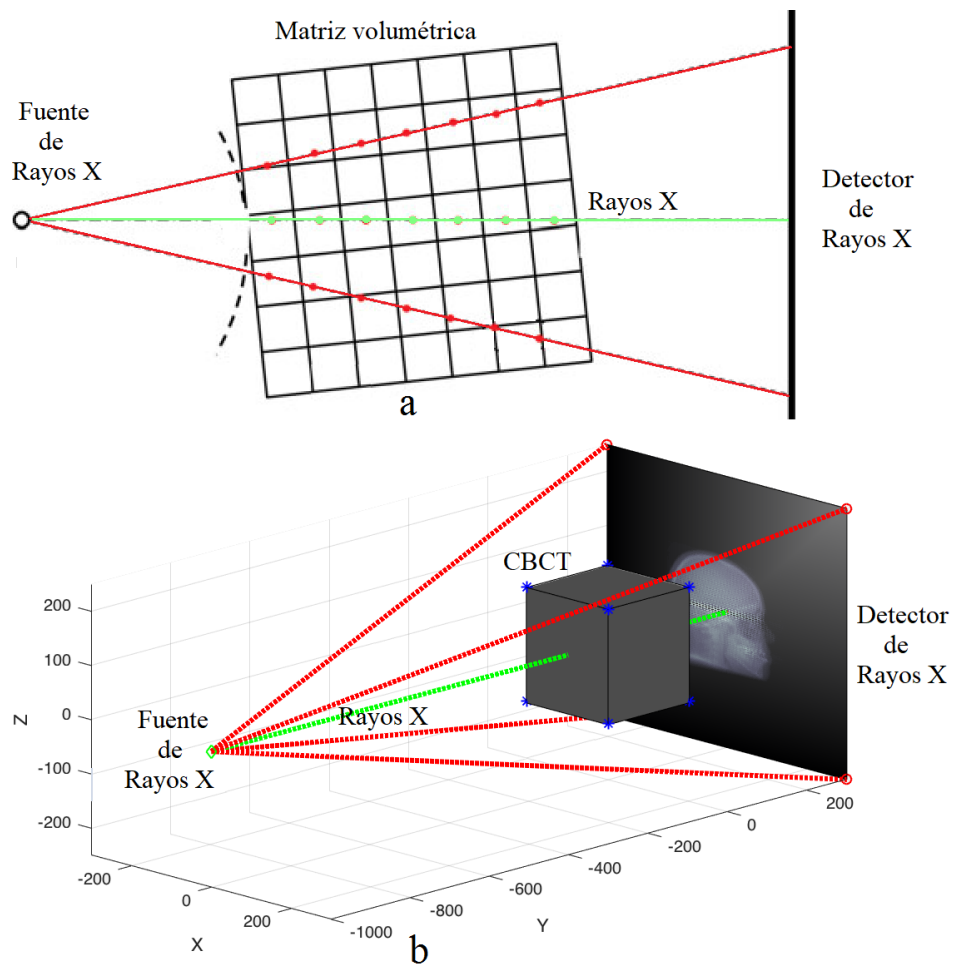 Matriz volumétrica
Fuente
de
Rayos X
Rayos X
Detector
de
Rayos X
a
CBCT
200
100
0
-100
-200
Z
Fuente
de
Rayos X
Rayos X
Detector
de
Rayos X
-200
0
200
X
-1000
-800
-600
-400
-200
0
200
Y
b